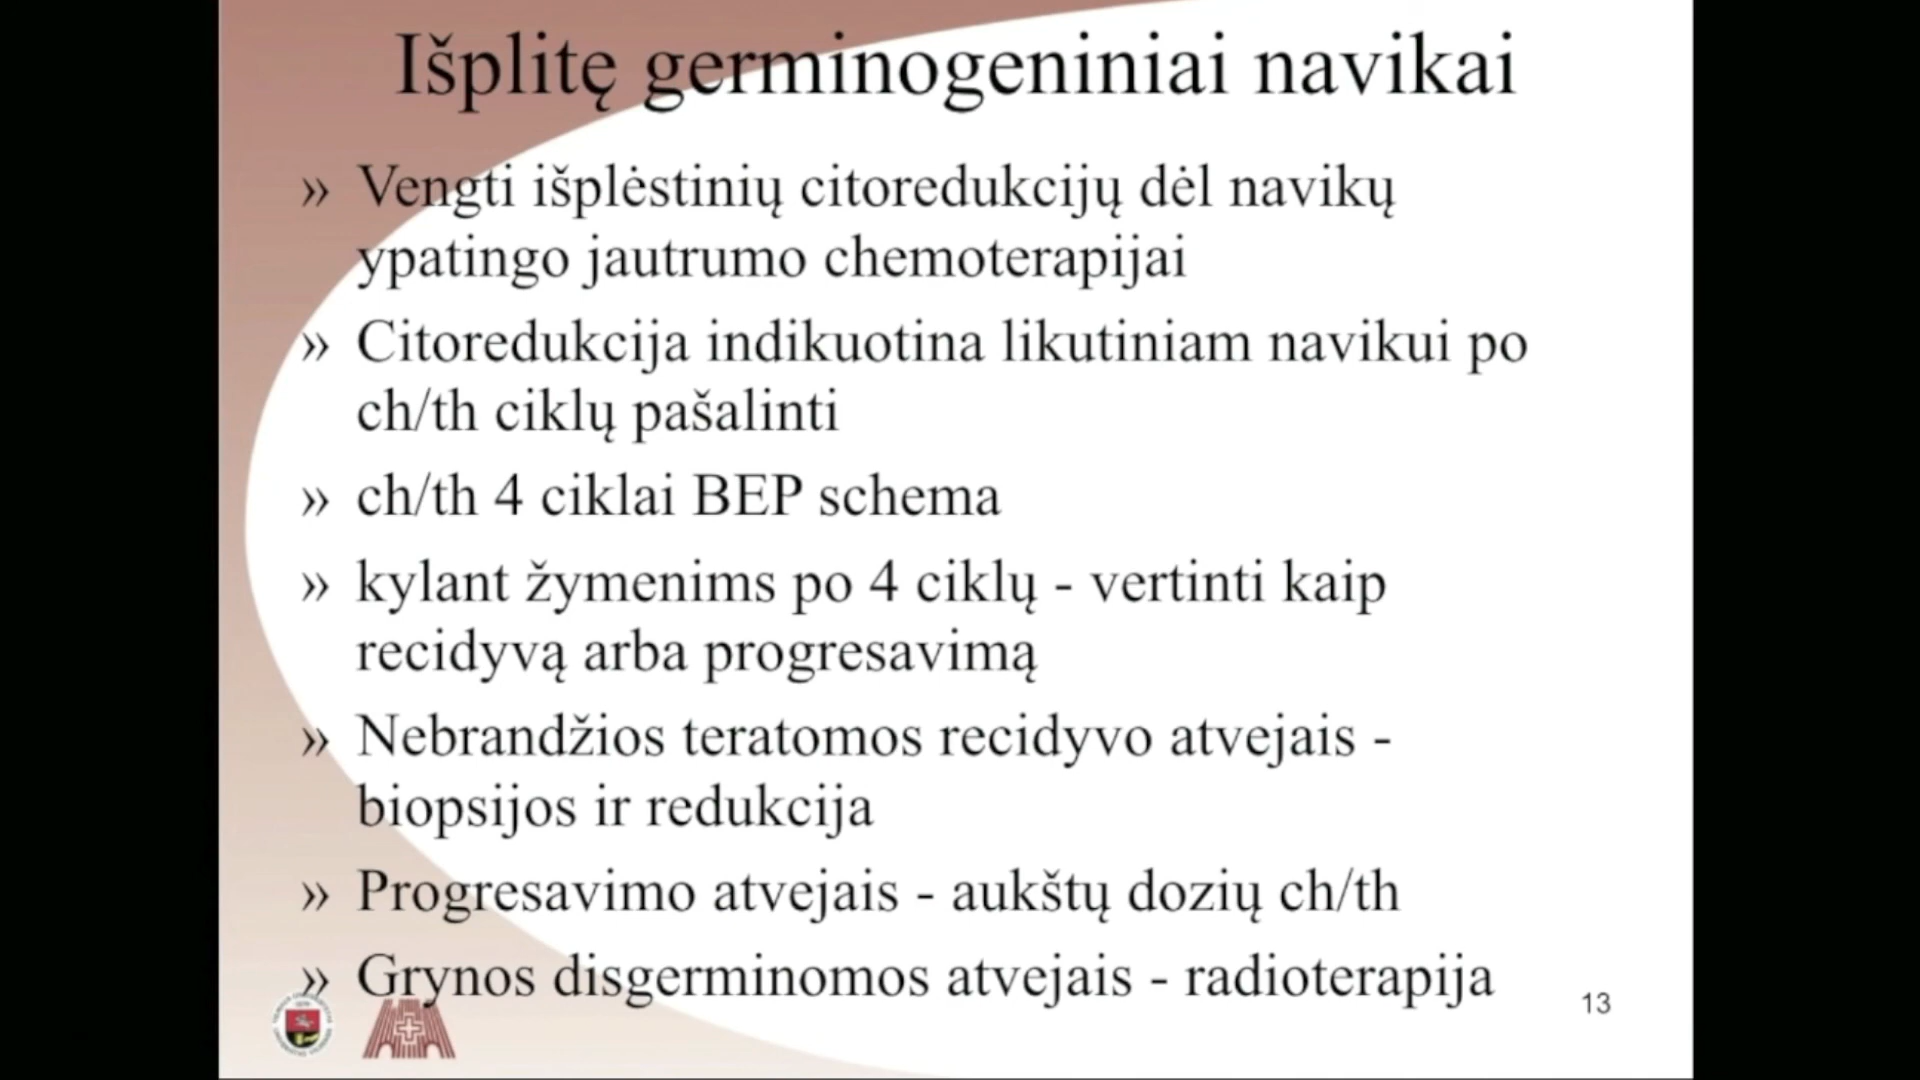 Išplitę germinogeniniai navikai
» Vengti išplėstinių citoredukcijų dėl navikų
ypatingo jautrumo chemoterapijai
» Citoredukcija indikuotina likutiniam navikui po
ch/th ciklų pašalinti
» ch/th 4 ciklai BEP schema
» kylant žymenims po 4 ciklų - vertinti kaip
recidyvą arba progresavimą
» Nebrandžios teratomos recidyvo atvejais -
biopsijos ir redukcija
» Progresavimo atvejais - aukštų dozių ch/th
» Grynos disgerminomos atvejais - radioterapija
13